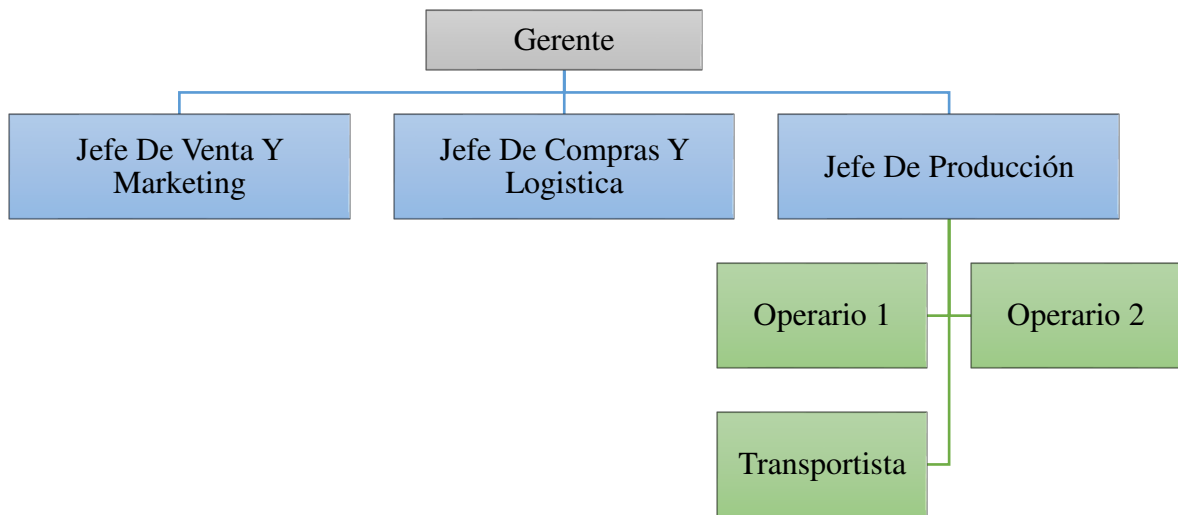 Gerente
Jefe De Venta Y
Marketing
Jefe De Compras Y
Logistica
Jefe De Producción
Operario 1
Operario 2
Transportista